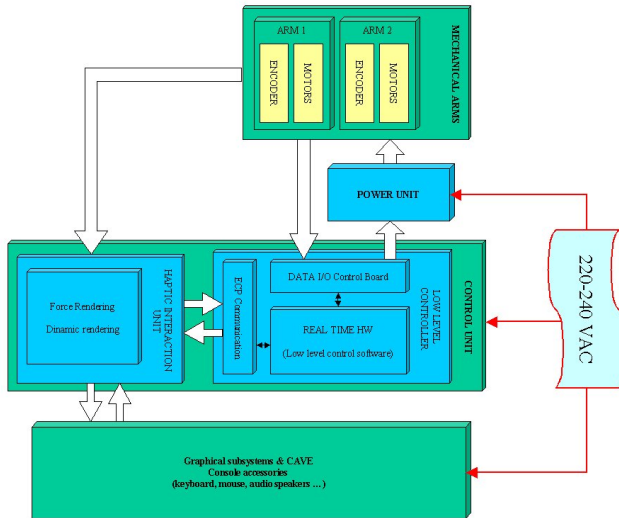 ARM 1
ARM 2
ENCODER
MOTORS
ENCODER
MOTORS
MECHANICAL ARMS
POWER UNIT
220-240 VAC
DATA I/O Control Board
ECP Communication
REAL TIME HW
(Low level control software)
LOW LEVEL
CONTROLLER
CONTROL UNIT
Force Rendering
Dinamic rendering
HAPTIC INTERACTION
UNIT
Graphical subsystems & CAVE
Console accessories
(keyboard, mouse, audio speakers ... )